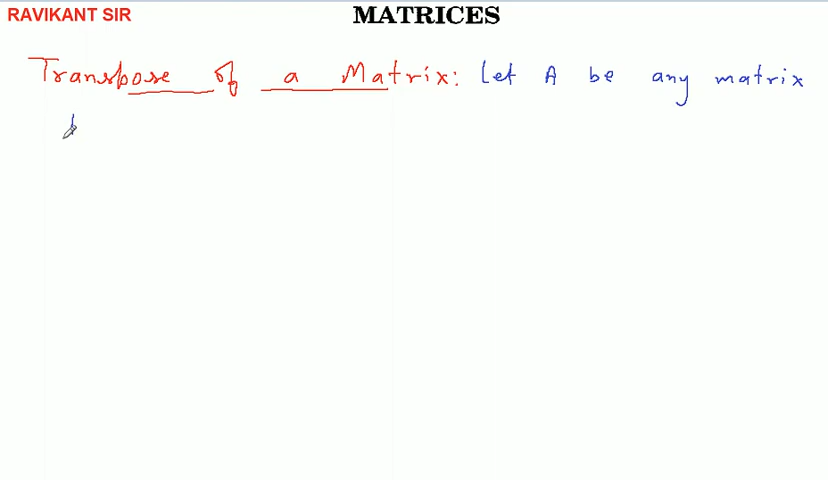 RAVIKANT SIR
MATRICES
Transpose of a Matrix: Let A be any matrix